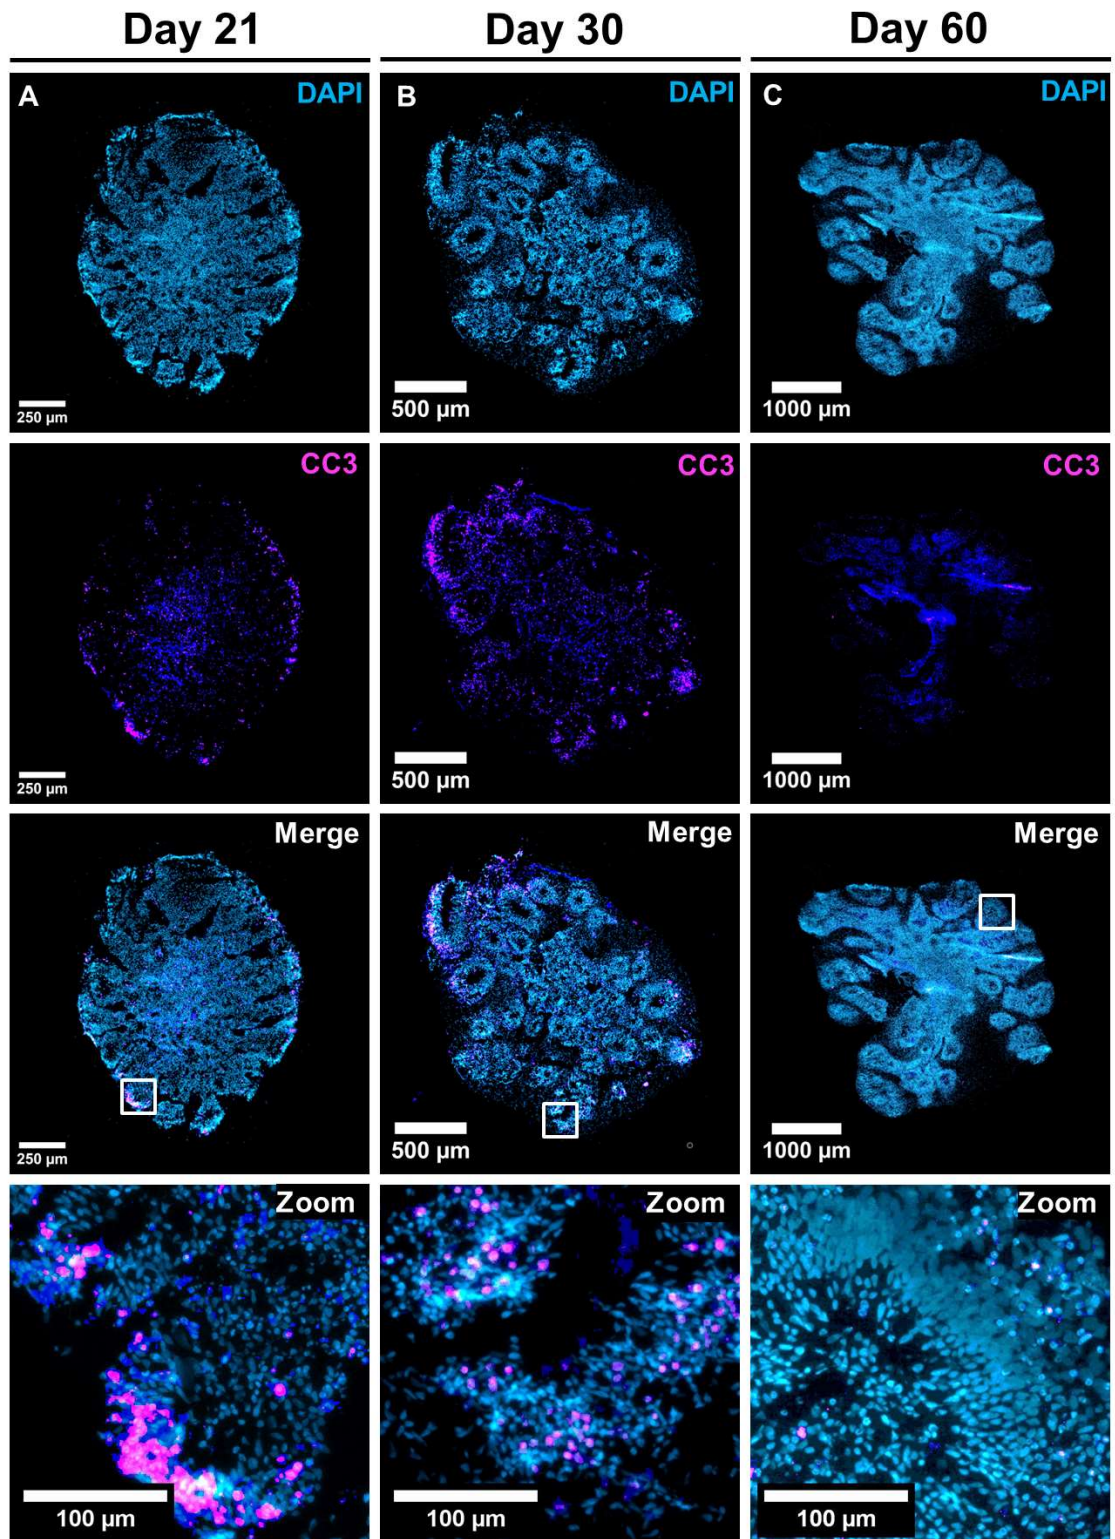 Day 21 Day 30 Day 60
A DAPI B DAPI C DAPI
250 µm 500 µm 1000 µm
CC3 CC3 CC3
250 µm 500 µm 1000 µm
Merge Merge Merge
250 µm 500 µm 1000 µm
Zoom Zoom Zoom
100 µm 100 µm 100 µm